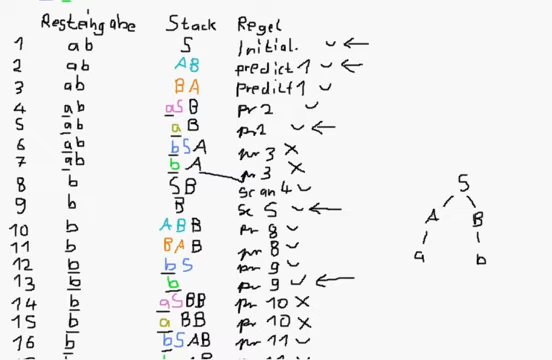 Resteingabe Stack Regel
1 ab S Initial. ✓ ←
2 ab AB predict 1 ✓ ←
3 ab BA predikt 1 ✓
4 ab aSB pr 2 ✓
5 ab aB pr 2 ✓ ←
6 ab bSA pr 3 ×
7 ab bA pr 3 ×
8 b SB scan 4 ✓
9 b B sc 5 ✓ ←
10 b ABB pr 8 ✓
11 b BAB pr 8 ✓
12 b bS pr 9 ✓
13 b b pr 9 ✓ ←
14 b aSBB pr 10 ×
15 b aBB pr 10 ×
16 b bSAB pr 11 ✓
S
A B
a b